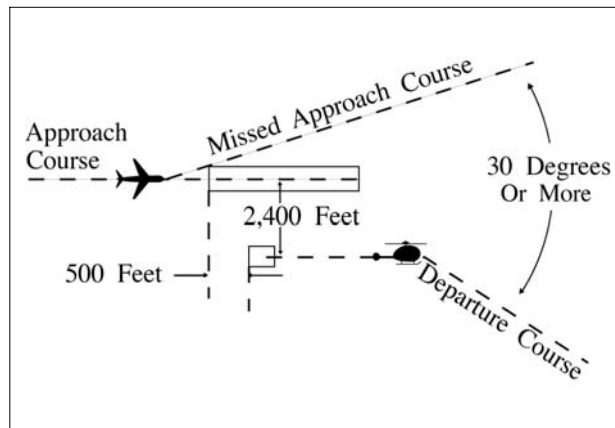 Missed Approach Course
Approach
Course
30 Degrees
Or More
2,400 Feet
500 Feet
Departure Course